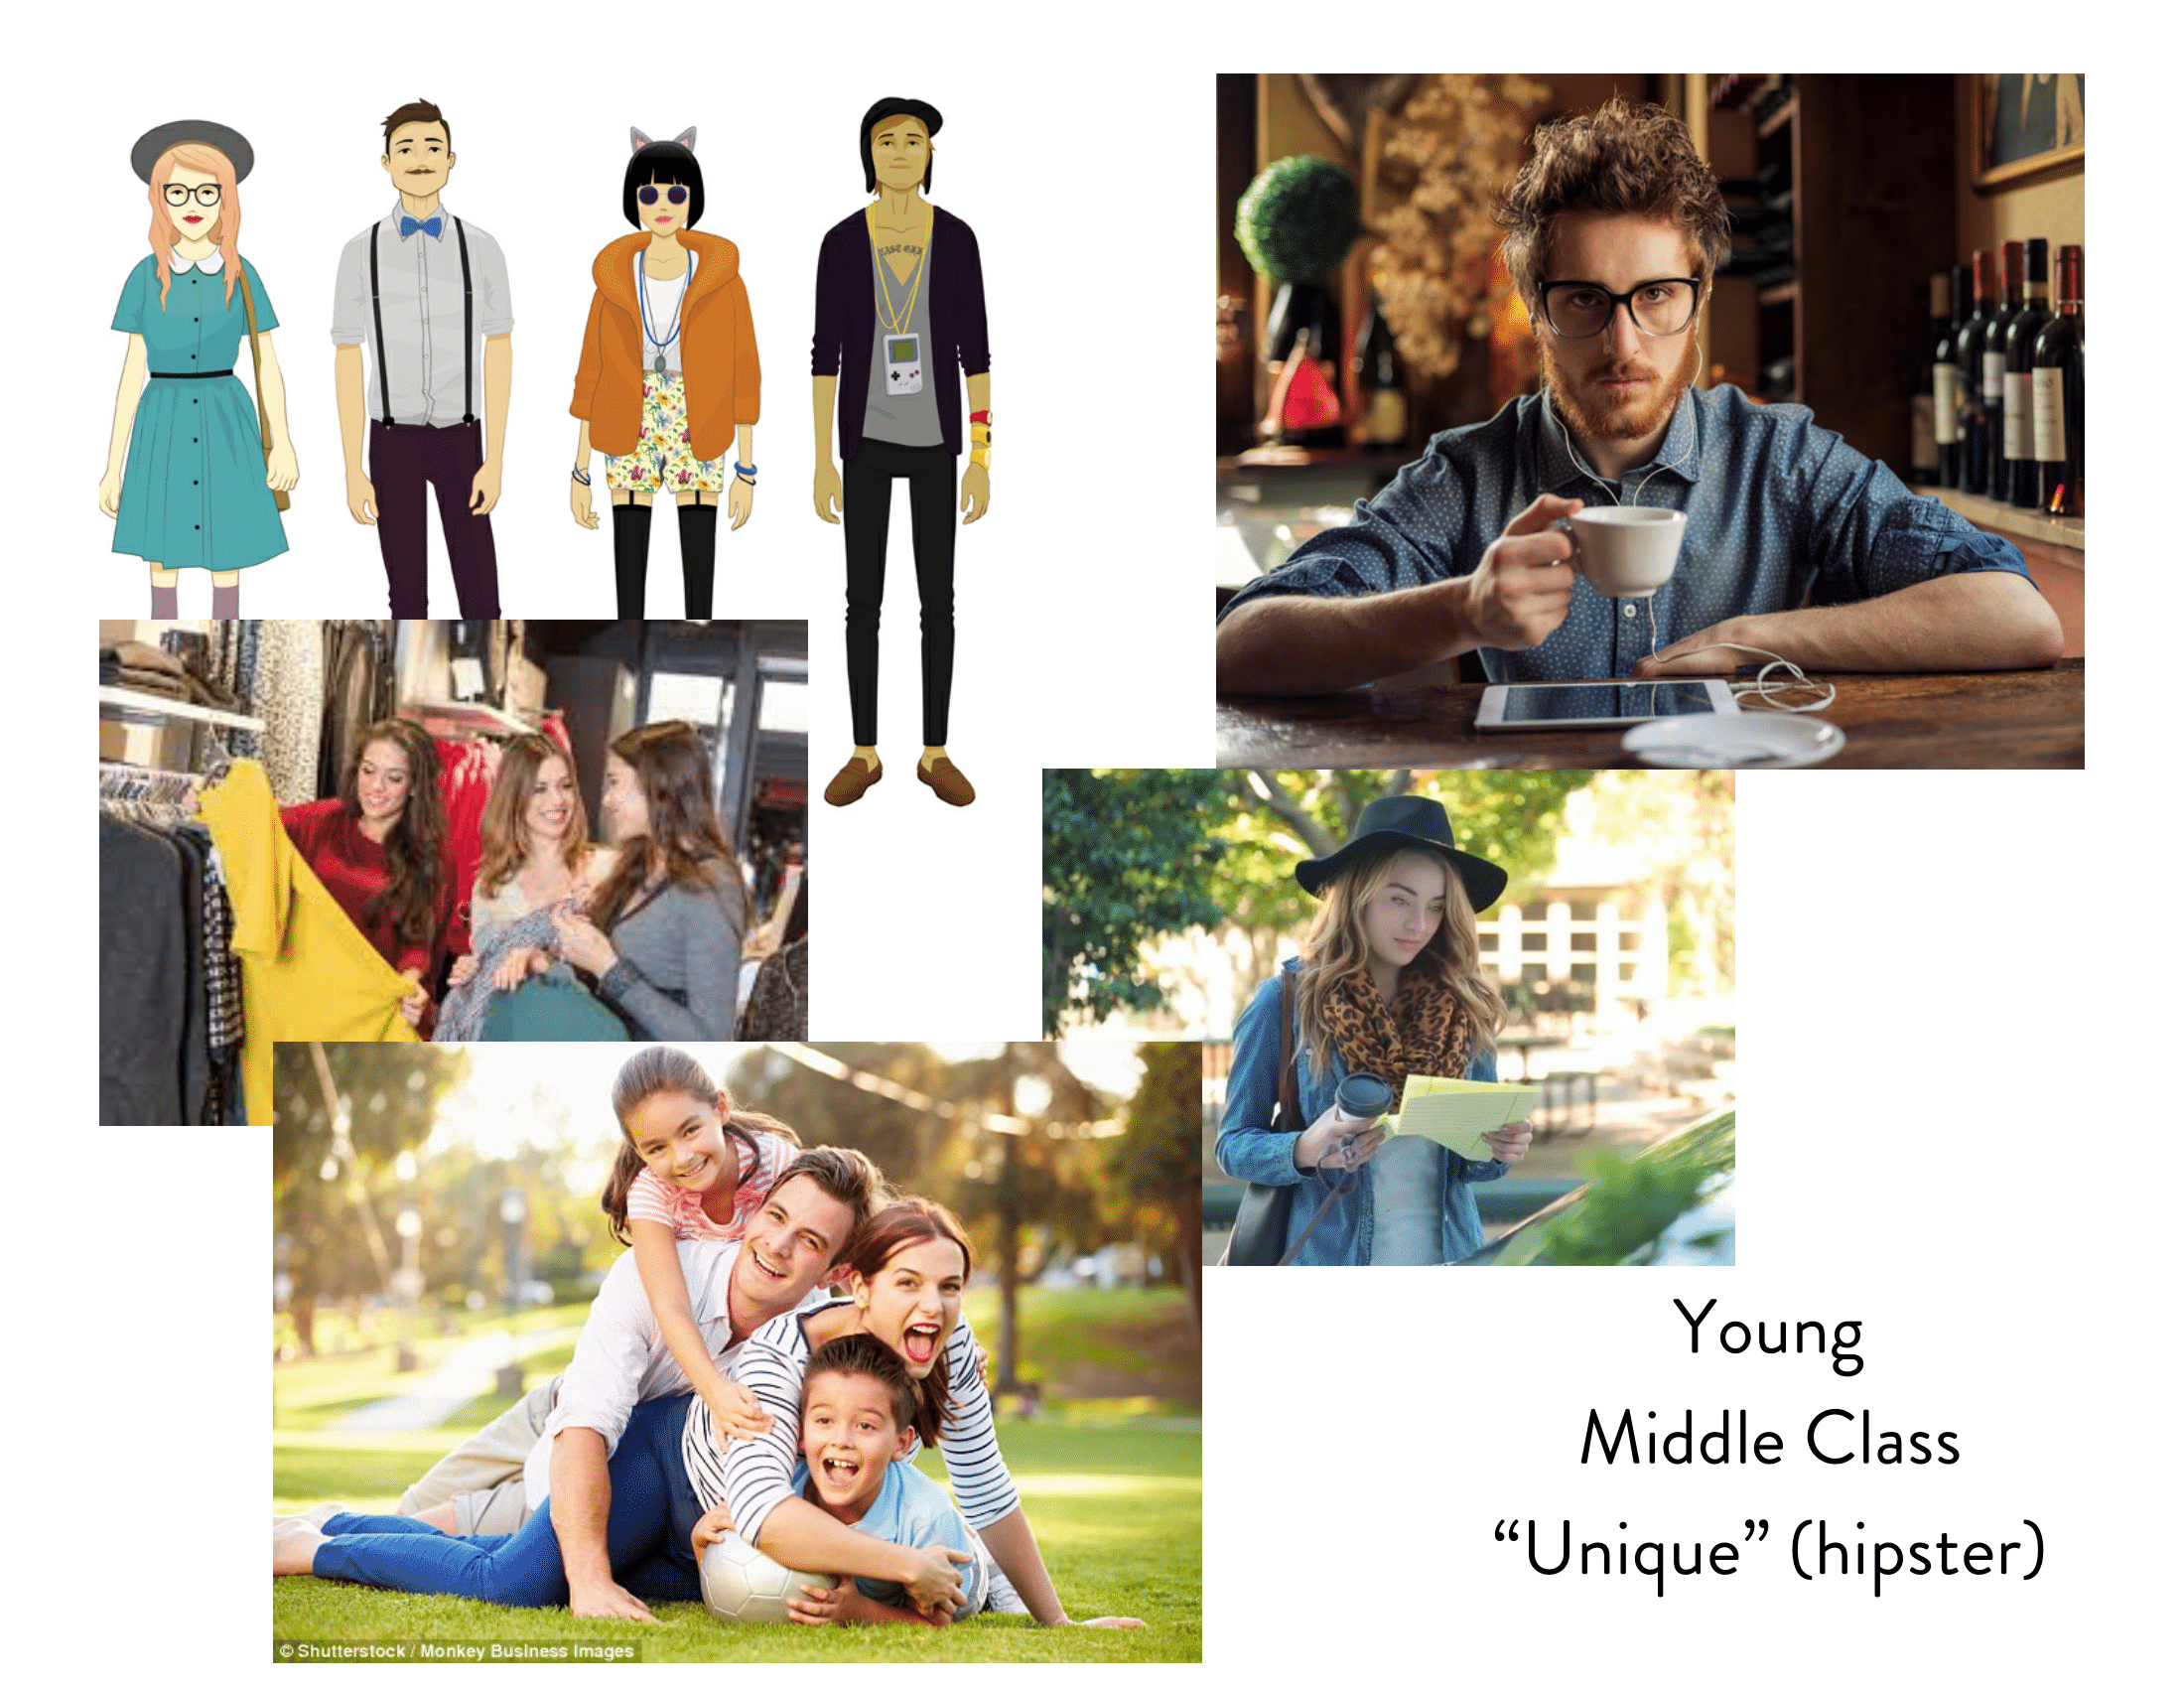 Young
Middle Class
“Unique” (hipster)
© Shutterstock / Monkey Business Images